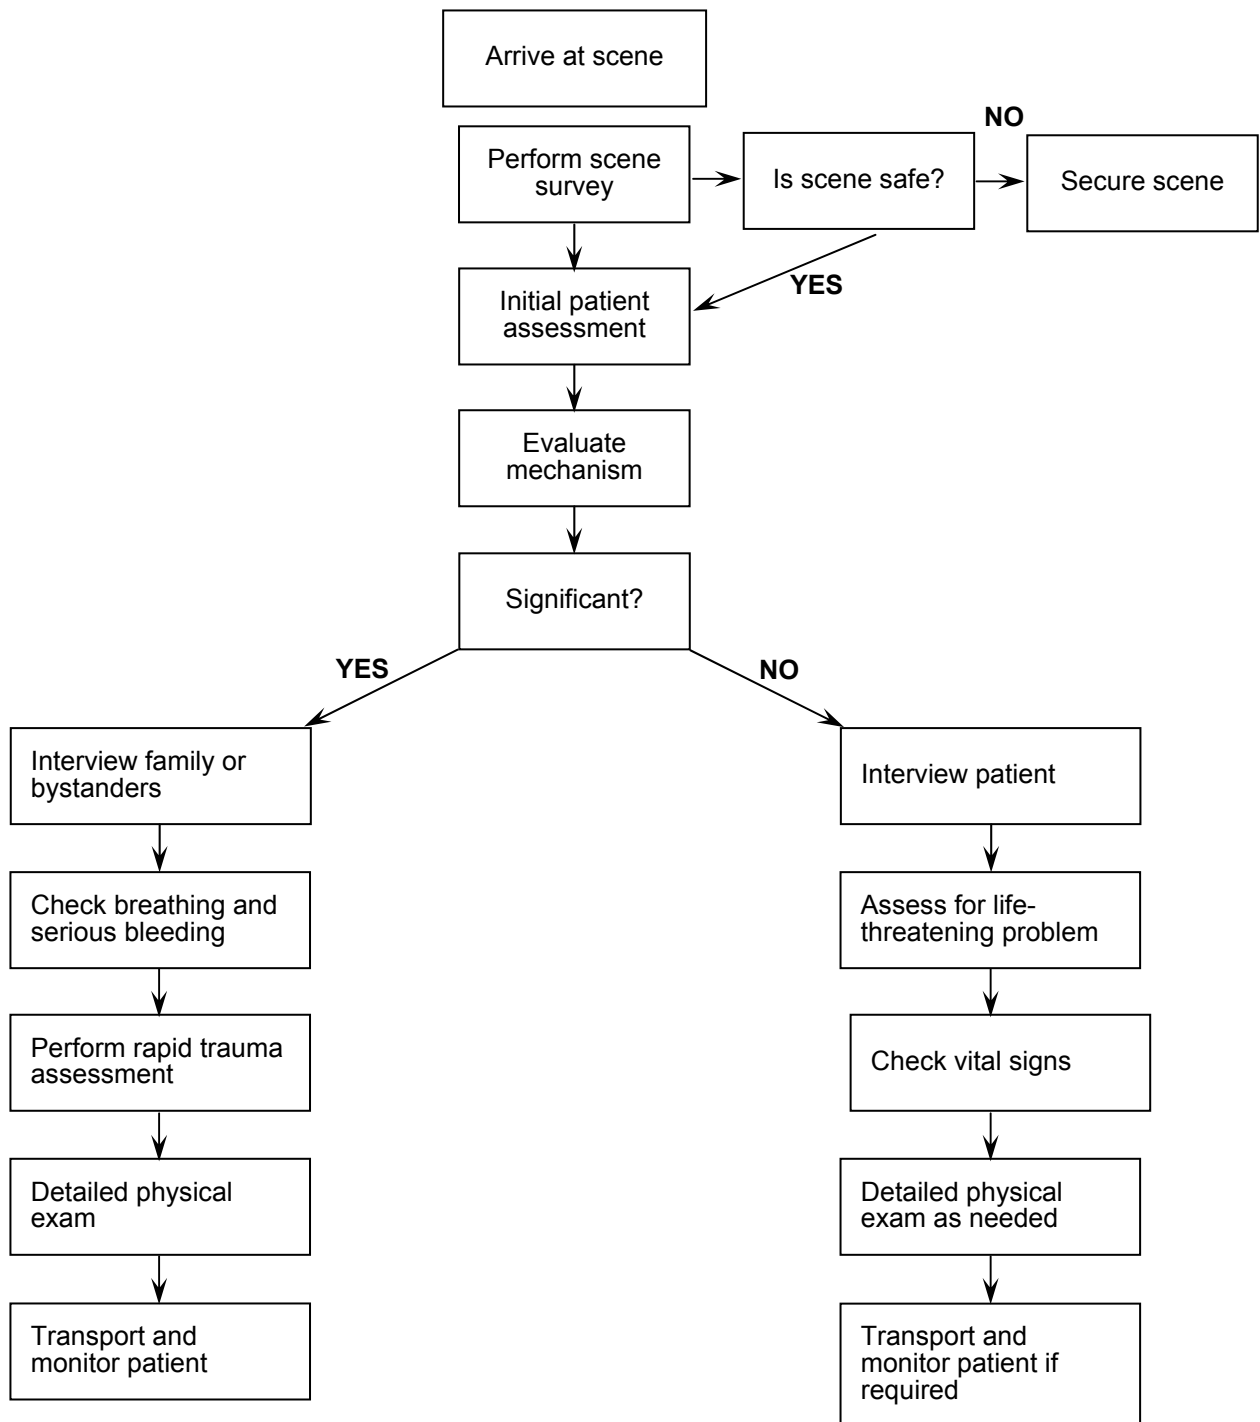 Arrive at scene
Perform scene
survey
Is scene safe?
NO
Secure scene
YES
Initial patient
assessment
Evaluate
mechanism
Significant?
YES
NO
Interview family or
bystanders
Interview patient
Check breathing and
serious bleeding
Assess for life-
threatening problem
Perform rapid trauma
assessment
Check vital signs
Detailed physical
exam
Detailed physical
exam as needed
Transport and
monitor patient
Transport and
monitor patient if
required